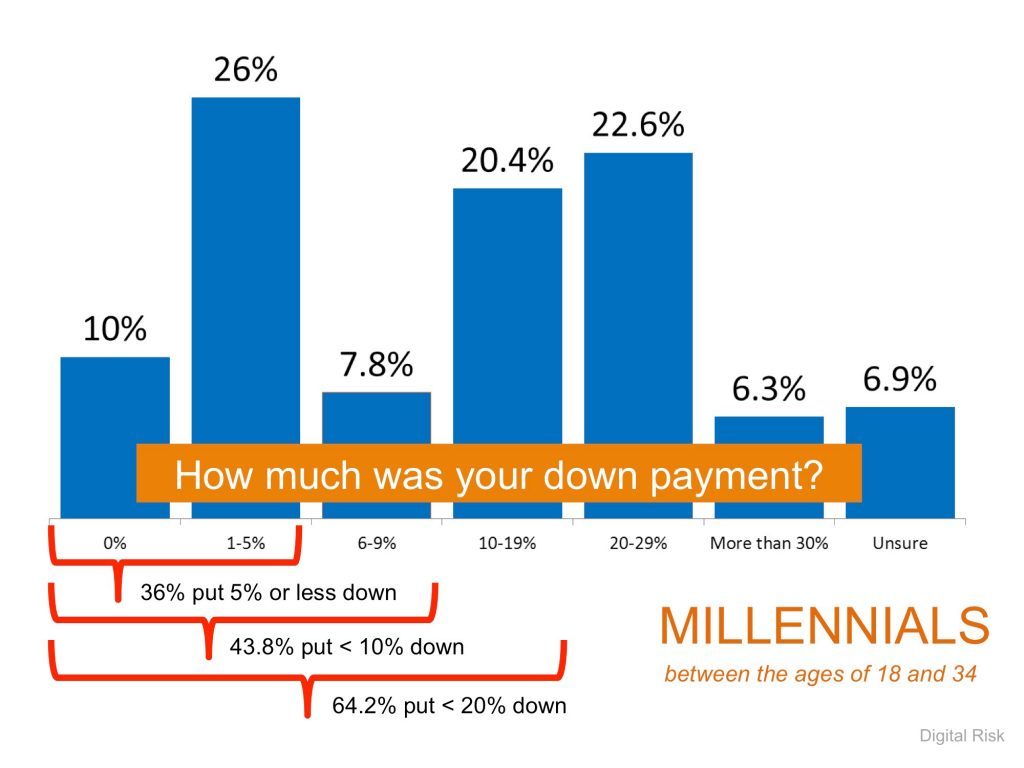 26%
22.6%
20.4%
10%
7.8%
6.3%
6.9%
How much was your down payment?
0%
1-5%
6-9%
10-19%
20-29%
More than 30%
Unsure
36% put 5% or less down
43.8% put < 10% down
64.2% put < 20% down
MILLENNIALS
between the ages of 18 and 34
Digital Risk